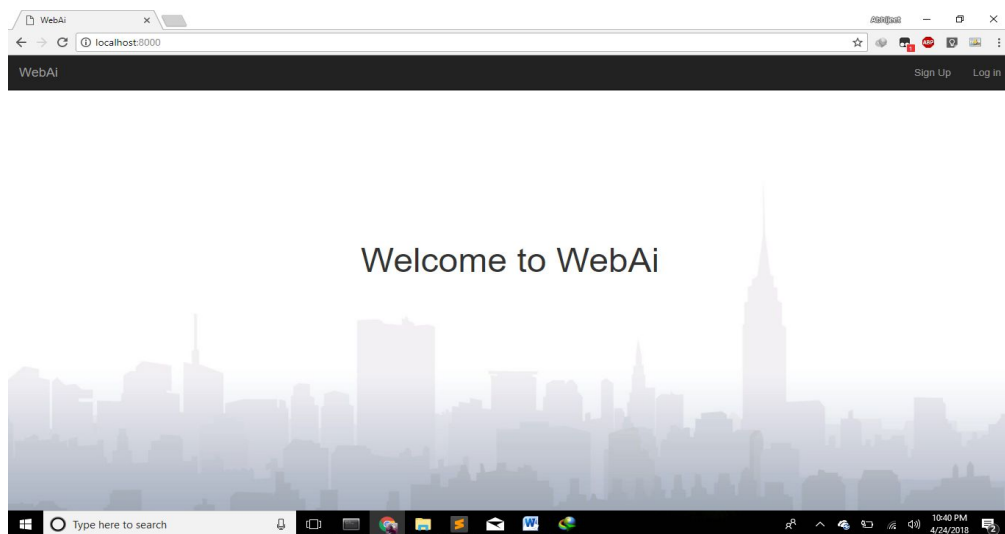 WebAi
Abhijeet
localhost:8000
WebAi
Sign Up
Log in
Welcome to WebAi
Type here to search
10:40 PM
4/24/2018